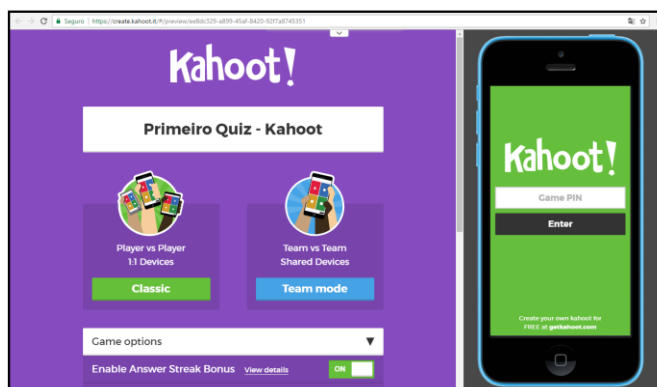 Seguro | https://create.kahoot.it/#/preview/ee8dc329-a899-45af-8420-92f7a8745351
Kahoot!
Primeiro Quiz - Kahoot
Player vs Player
1:1 Devices
Classic
Team vs Team
Shared Devices
Team mode
Game options
Enable Answer Streak Bonus View details ON
Kahoot!
Game PIN
Enter
Create your own kahoot for
FREE at getkahoot.com